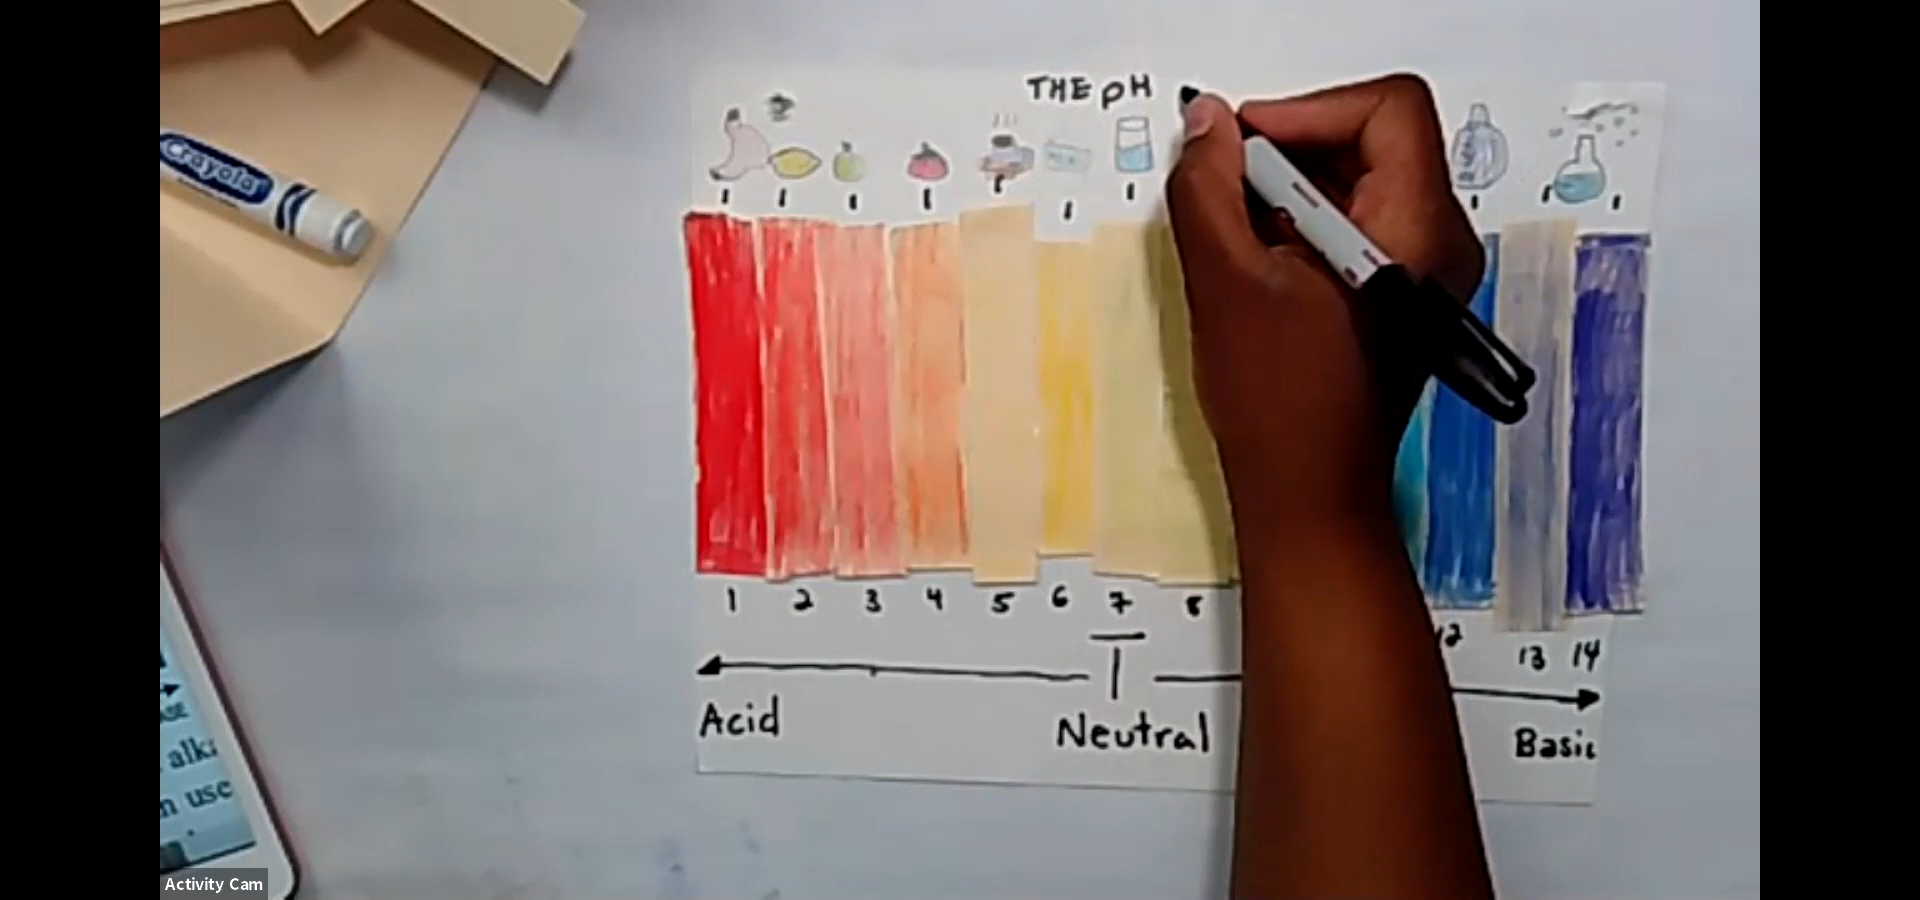 THE pH
Crayola
1 2 3 4 5 6 7 8 12 13 14
Acid
Neutral
Basic
alka
use
Activity Cam